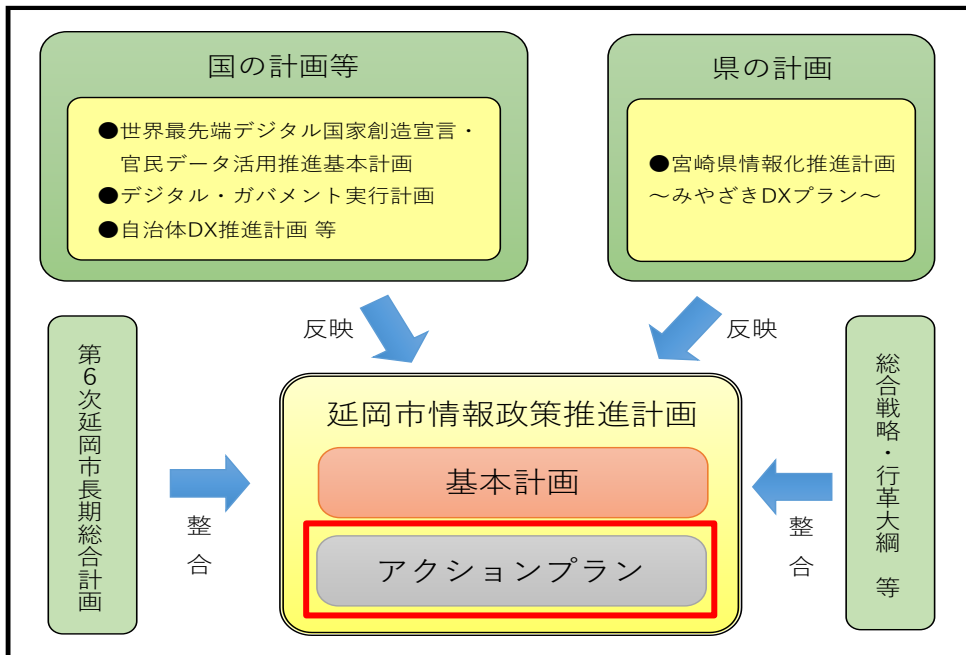 国の計画等
●世界最先端デジタル国家創造宣言・
官民データ活用推進基本計画
●デジタル・ガバメント実行計画
●自治体DX推進計画 等
県の計画
●宮崎県情報化推進計画
～みやざきDXプラン～
反映
反映
第6次延岡市長期総合計画
整合
延岡市情報政策推進計画
基本計画
アクションプラン
整合
総合戦略・行革大綱 等